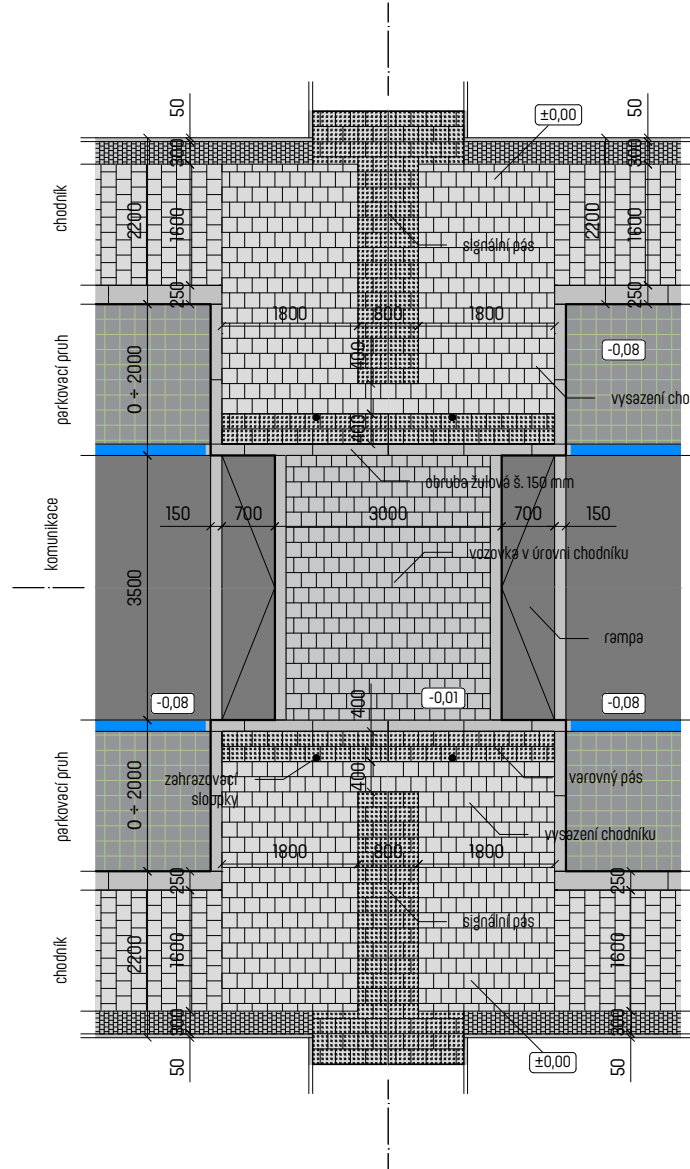 50
50
±0,00
300
300
chodník
2200
1600
2200
1600
signální pás
250
250
1800
800
1800
-0,08
parkovací pruh
0 ÷ 2000
400
vysazení cho
400
obruba žulová š. 150 mm
150
700
3000
700
150
komunikace
vozovka v úrovni chodníku
3500
rampa
-0,08
-0,01
-0,08
400
parkovací pruh
0 ÷ 2000
zahrazovací
sloupky
400
varovný pás
vysazení chodníku
1800
800
1800
250
250
chodník
2200
1600
signální pás
1600
300
300
±0,00
50
50